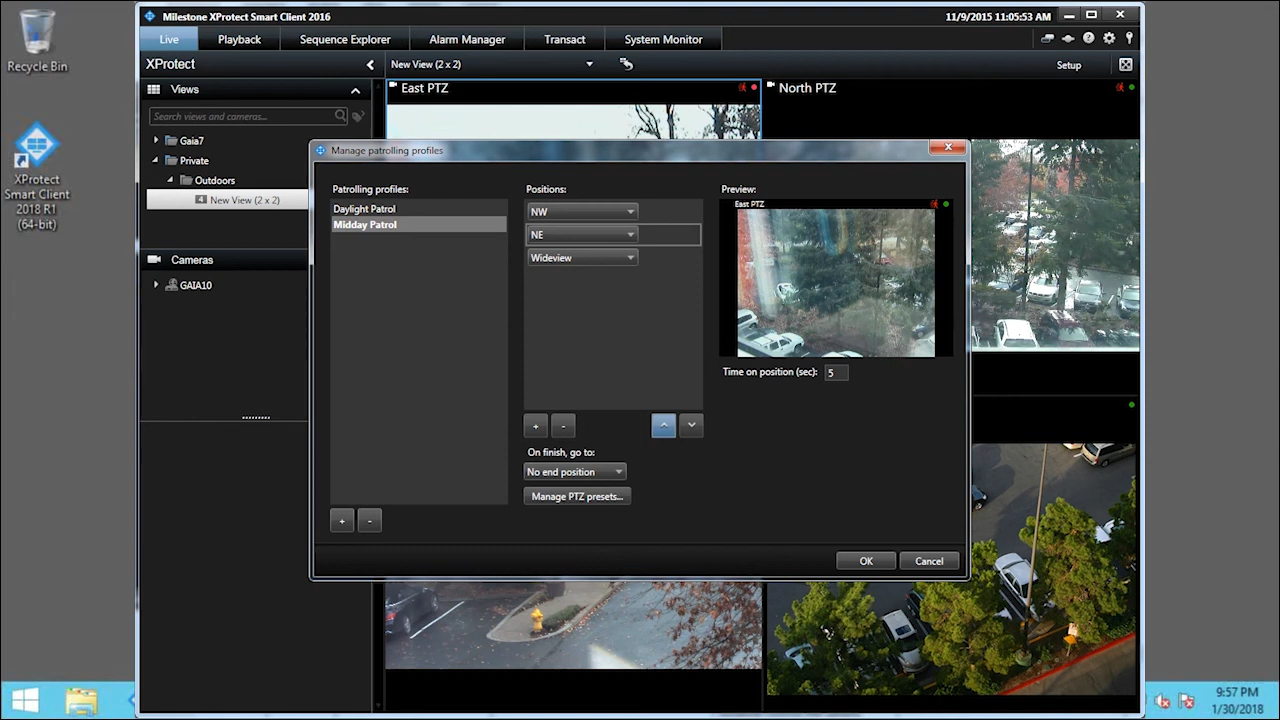 Recycle Bin
XProtect
Smart Client
2018 R1
(64-bit)
Milestone XProtect Smart Client 2016
11/9/2015 11:05:53 AM
Live
Playback
Sequence Explorer
Alarm Manager
Transact
System Monitor
XProtect
New View (2 x 2)
Setup
Views
Search views and cameras...
Gaia7
Private
Outdoors
4 New View (2 x 2)
Cameras
GAIA10
East PTZ
North PTZ
Manage patrolling profiles
Patrolling profiles:
Daylight Patrol
Midday Patrol
+ -
Positions:
NW
NE
Wideview
+ -
On finish, go to:
No end position
Manage PTZ presets...
Preview:
East PTZ
Time on position (sec): 5
OK
Cancel
9:57 PM
1/30/2018